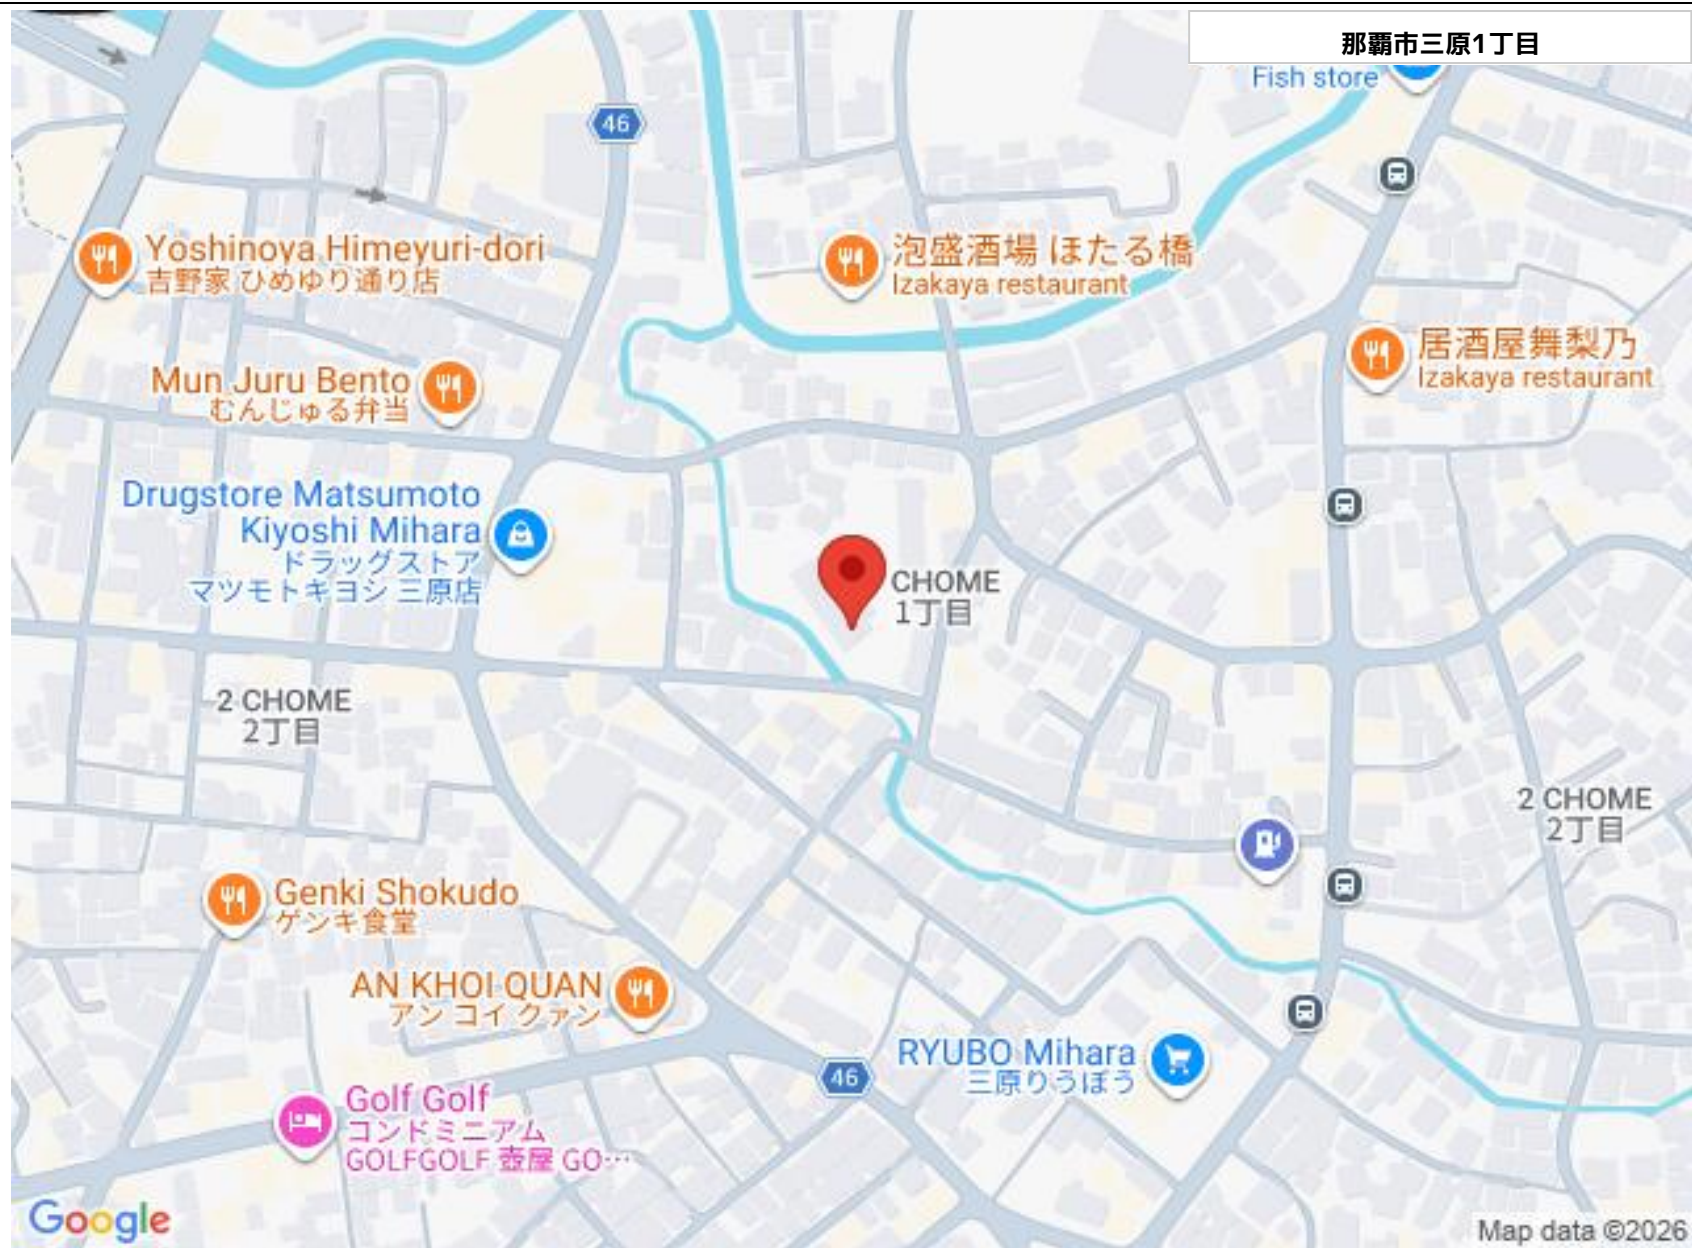 那覇市三原1丁目
Fish store
46
Yoshinoya Himeyuri-dori
吉野家 ひめゆり通り店
泡盛酒場 ほたる橋
Izakaya restaurant
居酒屋舞梨乃
Izakaya restaurant
Mun Juru Bento
むんじゅる弁当
Drugstore Matsumoto
Kiyoshi Mihara
ドラッグストア
マツモトキヨシ 三原店
CHOME
1丁目
2 CHOME
2丁目
2 CHOME
2丁目
Genki Shokudo
ゲンキ食堂
AN KHOI QUAN
アン コイ クァン
RYUBO Mihara
三原りうぼう
46
Golf Golf
コンドミニアム
GOLFGOLF 壺屋 GO…
Google
Map data ©2026